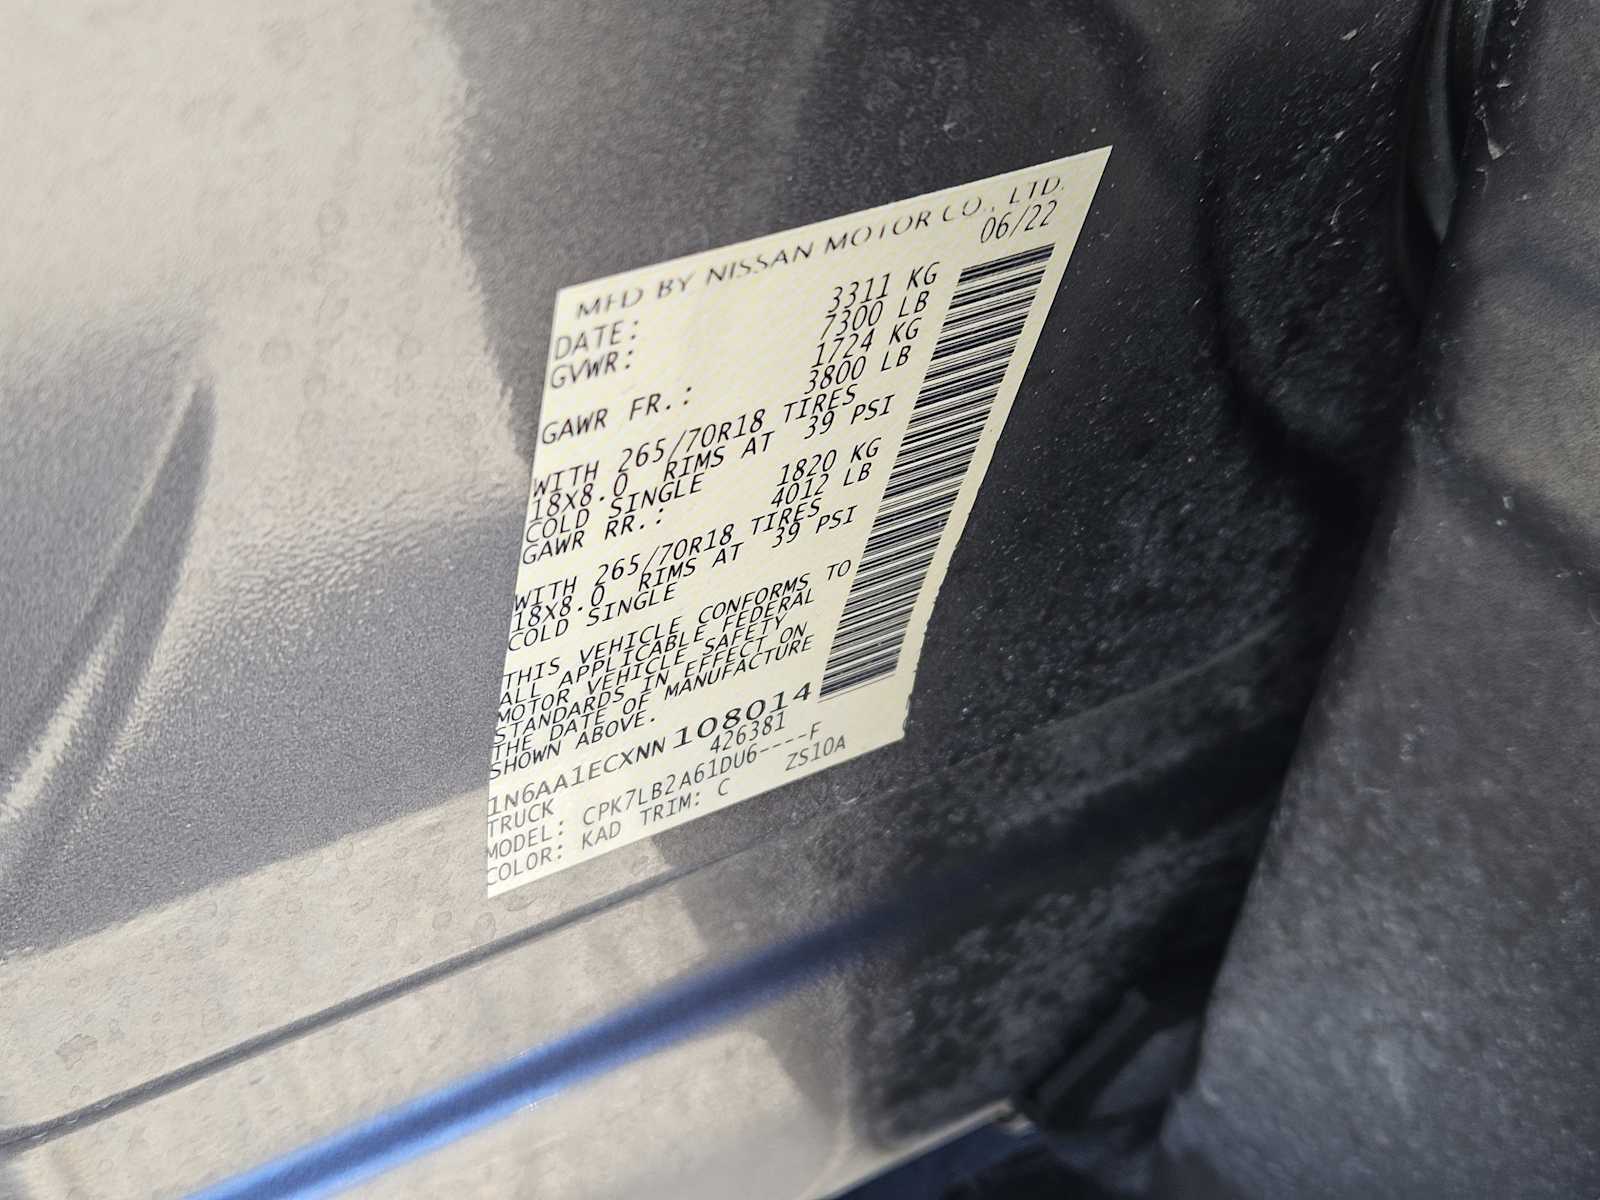 MFD BY NISSAN MOTOR CO., LTD.
DATE: 06/22
GVWR: 3311 KG
7300 LB
GAWR FR.: 1724 KG
3800 LB
WITH 265/70R18 TIRES
18X8.0 RIMS AT 39 PSI
COLD SINGLE
GAWR RR.: 1820 KG
4012 LB
WITH 265/70R18 TIRES
18X8.0 RIMS AT 39 PSI
COLD SINGLE
THIS VEHICLE CONFORMS TO
ALL APPLICABLE FEDERAL
MOTOR VEHICLE SAFETY
STANDARDS IN EFFECT ON
THE DATE OF MANUFACTURE
SHOWN ABOVE.
1N6AA1ECXNN108014
TRUCK 426381
MODEL: CPK7LB2A61DU6----F
COLOR: KAD TRIM: C ZS10A